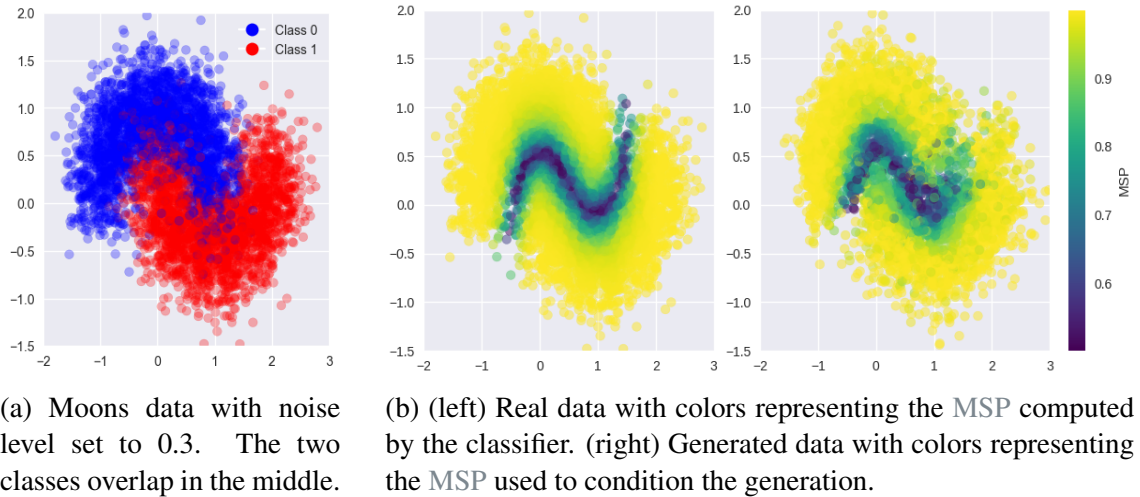 2.0
1.5
1.0
0.5
0.0
−0.5
−1.0
−1.5
−2 −1 0 1 2 3
Class 0
Class 1
2.0
1.5
1.0
0.5
0.0
−0.5
−1.0
−1.5
−2 −1 0 1 2 3
2.0
1.5
1.0
0.5
0.0
−0.5
−1.0
−1.5
−2 −1 0 1 2 3
0.9
0.8
0.7
0.6
MSP
(a) Moons data with noise
level set to 0.3. The two
classes overlap in the middle.
(b) (left) Real data with colors representing the MSP computed
by the classifier. (right) Generated data with colors representing
the MSP used to condition the generation.